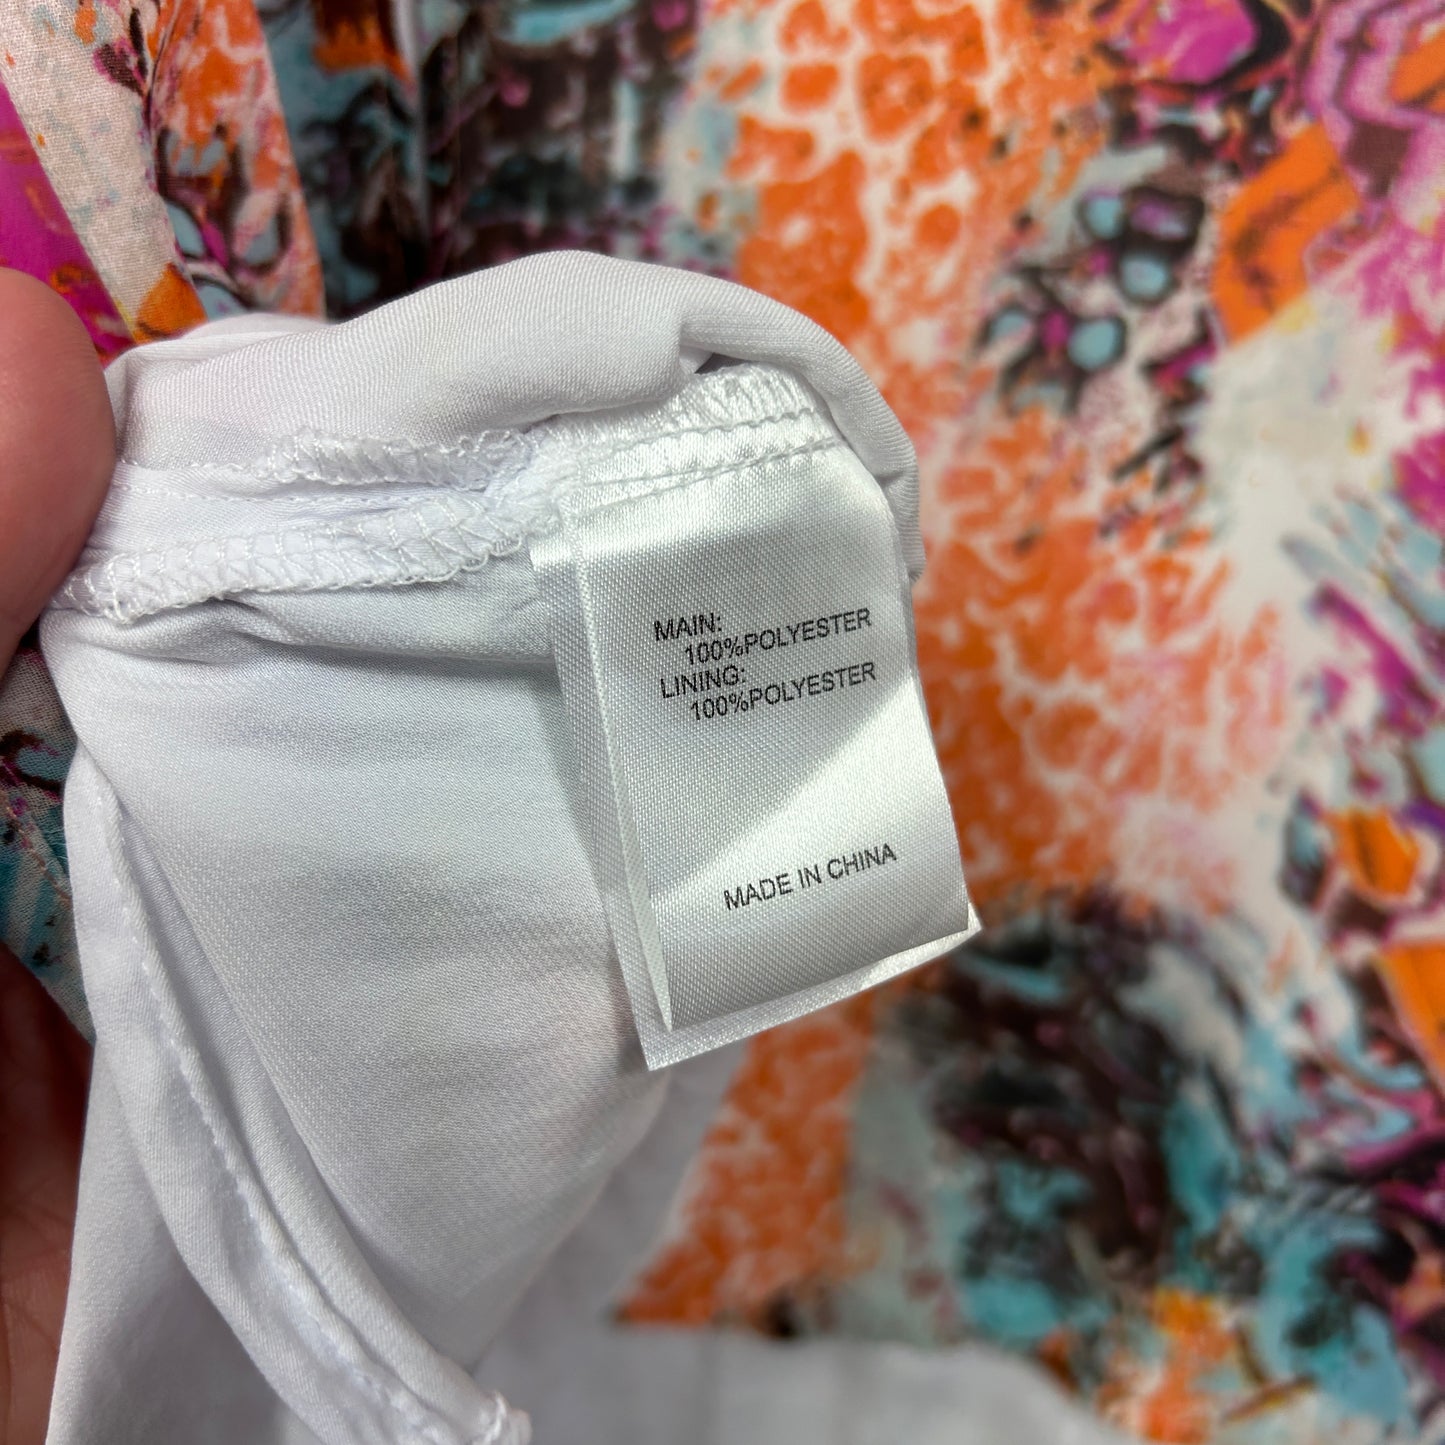 MAIN:
100%POLYESTER
LINING:
100%POLYESTER
MADE IN CHINA